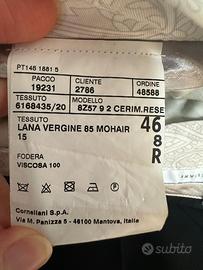 PT146 1881 5
PACCO CLIENTE ORDINE
19231 2786 48588
TESSUTO MODELLO
6168435/20 8Z57 9 2 CERIM.RESE
TESSUTO
LANA VERGINE 85 MOHAIR
15
46
8
R
FODERA
VISCOSA 100
Corneliani S.p.A.
Via M. Panizza 5 - 46100 Mantova, Italia
subito